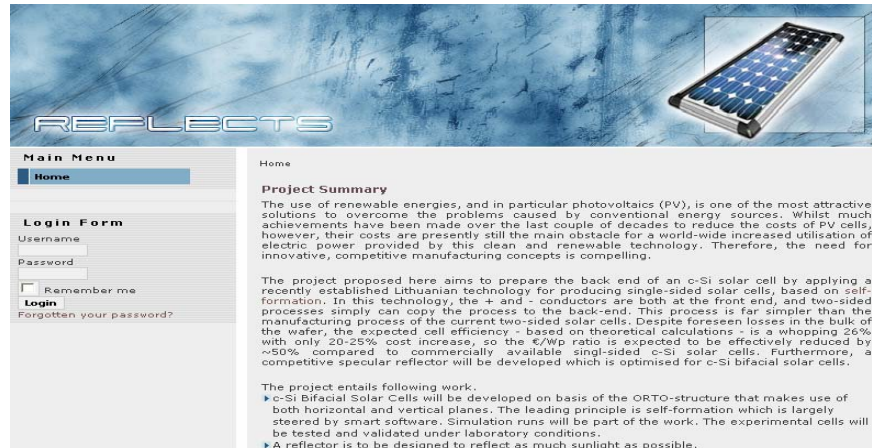 REFLECTS
Main Menu
Home
Login Form
Username
Password
Remember me
Login
Forgotten your password?
Home
Project Summary
The use of renewable energies, and in particular photovoltaics (PV), is one of the most attractive
solutions to overcome the problems caused by conventional energy sources. Whilst much
achievements have been made over the last couple of decades to reduce the costs of PV cells,
however, their costs are presently still the main obstacle for a world-wide increased utilisation of
electric power provided by this clean and renewable technology. Therefore, the need for
innovative, competitive manufacturing concepts is compelling.
The project proposed here aims to prepare the back end of an c-Si solar cell by applying a
recently established Lithuanian technology for producing single-sided solar cells, based on self-
formation. In this technology, the + and - conductors are both at the front end, and two-sided
processes simply can copy the process to the back-end. This process is far simpler than the
manufacturing process of the current two-sided solar cells. Despite foreseen losses in the bulk of
the wafer, the expected cell efficiency - based on theoretical calculations - is a whopping 26%
with only 20-25% cost increase, so the €/Wp ratio is expected to be effectively reduced by
~50% compared to commercially available singl-sided c-Si solar cells. Furthermore, a
competitive specular reflector will be developed which is optimised for c-Si bifacial solar cells.
The project entails following work.
c-Si Bifacial Solar Cells will be developed on basis of the ORTO-structure that makes use of
both horizontal and vertical planes. The leading principle is self-formation which is largely
steered by smart software. Simulation runs will be part of the work. The experimental cells will
be tested and validated under laboratory conditions.
A reflector is to be designed to reflect as much sunlight as possible.